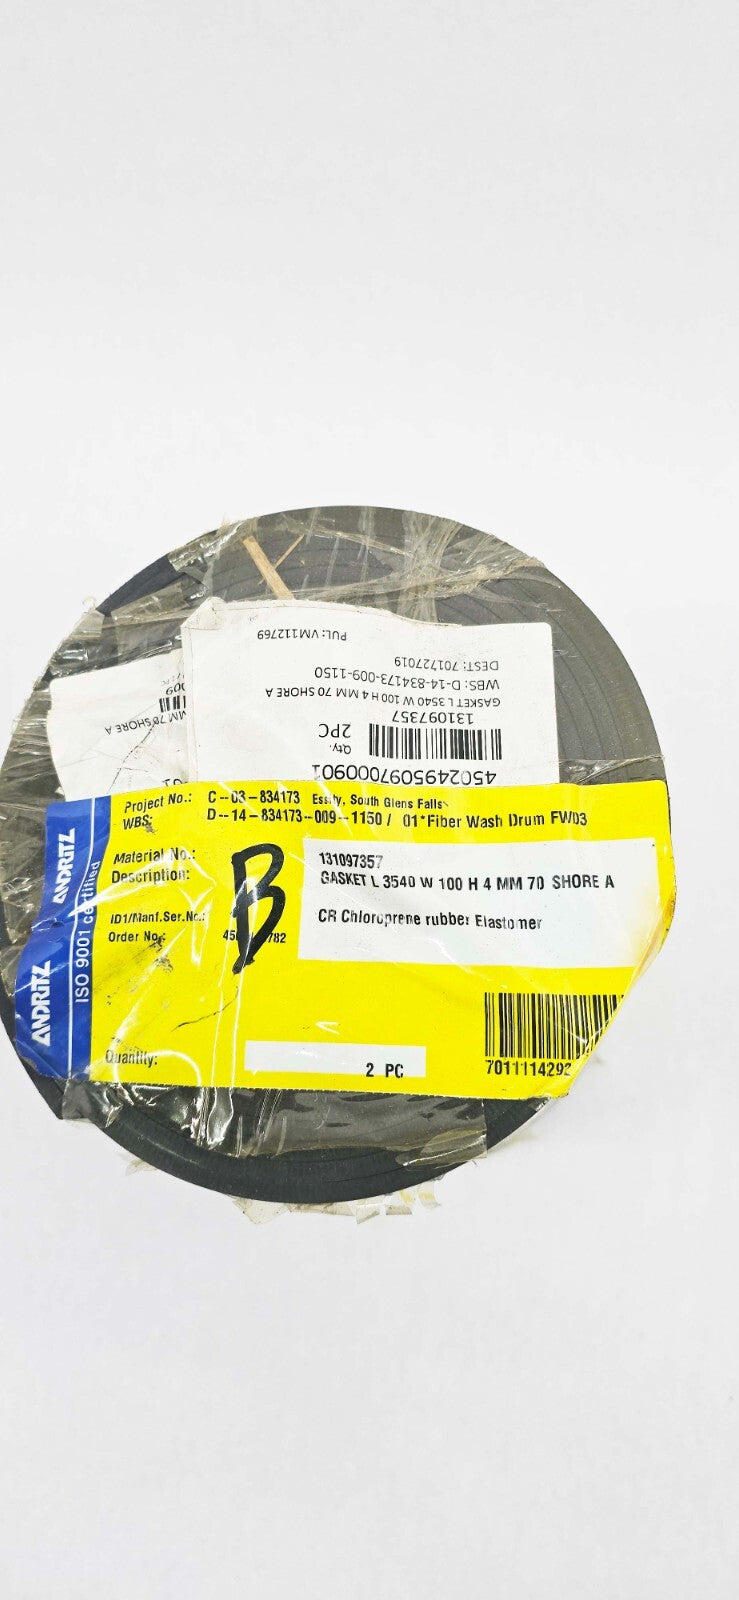 PUL: VM112769
DEST: 701727019
WBS: D-14-834173-009-1150
GASKET L 3540 W 100 H 4 MM 70 SHORE A
131097357
Qty.: 2PC
4502495097000901
MM 70 SHORE A
Project No.: C--03-834173 Essity, South Glens Falls
WBS: D--14-834173-009-1150 / 01*Fiber Wash Drum FW03
Material No.: 131097357
Description: GASKET L 3540 W 100 H 4 MM 70 SHORE A
CR Chloroprene rubber Elastomer
ID1/Manf.Ser.No.:
Order No.: 782
B
Quantity: 2 PC
7011114292
ANDRITZ ANDRITZ
ISO 9001 certified